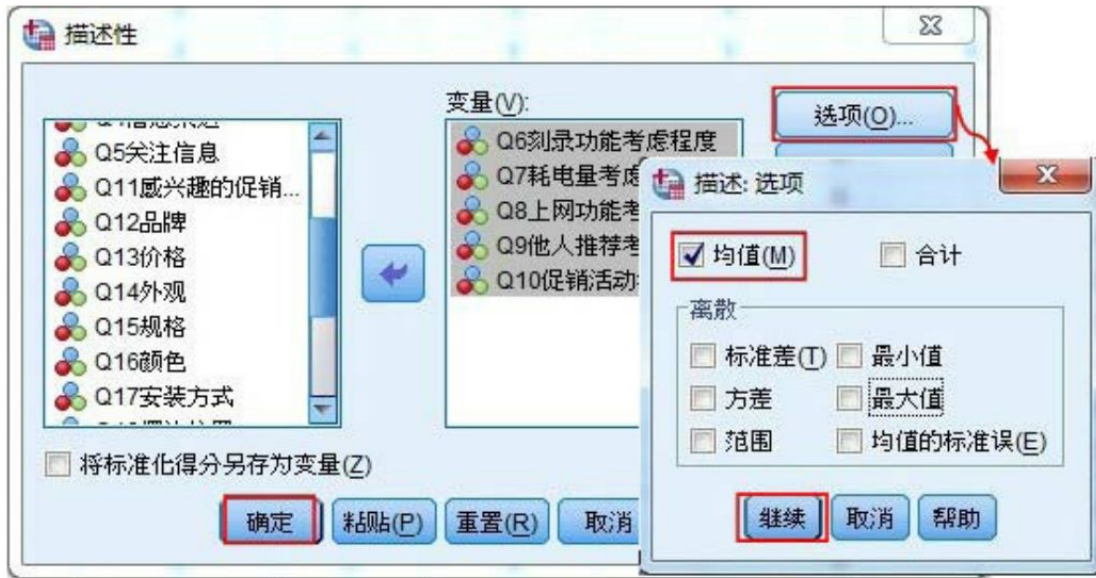 描述性
变量(V):
Q5关注信息
Q11感兴趣的促销...
Q12品牌
Q13价格
Q14外观
Q15规格
Q16颜色
Q17安装方式
Q6刻录功能考虑程度
Q7耗电量考虑
Q8上网功能考
Q9他人推荐考
Q10促销活动
选项(O)...
将标准化得分另存为变量(Z)
确定 粘贴(P) 重置(R) 取消
描述: 选项
均值(M) 合计
离散
标准差(T) 最小值
方差 最大值
范围 均值的标准误(E)
继续 取消 帮助